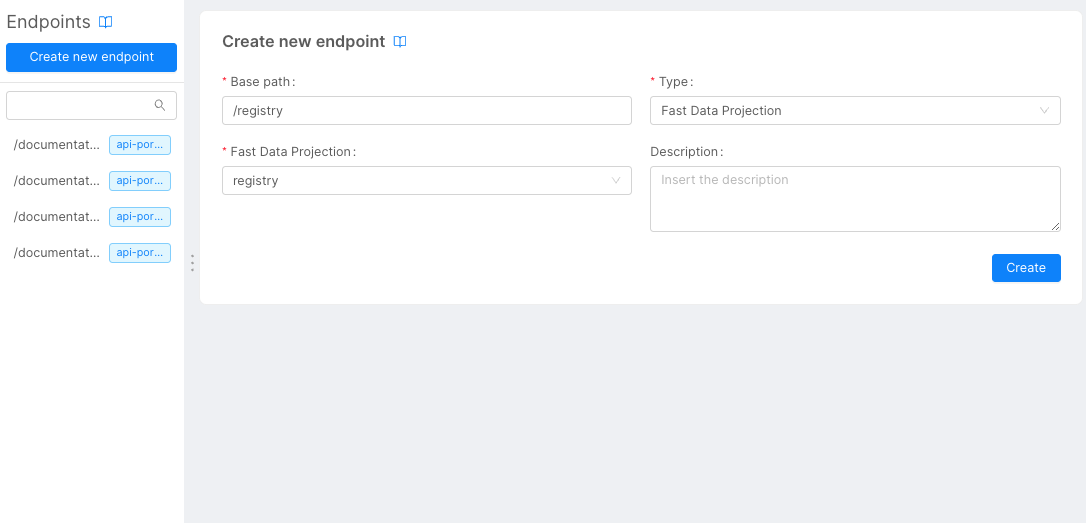 Endpoints
Create new endpoint
/documentat... api-por...
/documentat... api-por...
/documentat... api-por...
/documentat... api-por...
Create new endpoint
* Base path:
/registry
* Type:
Fast Data Projection
* Fast Data Projection:
registry
Description:
Insert the description
Create